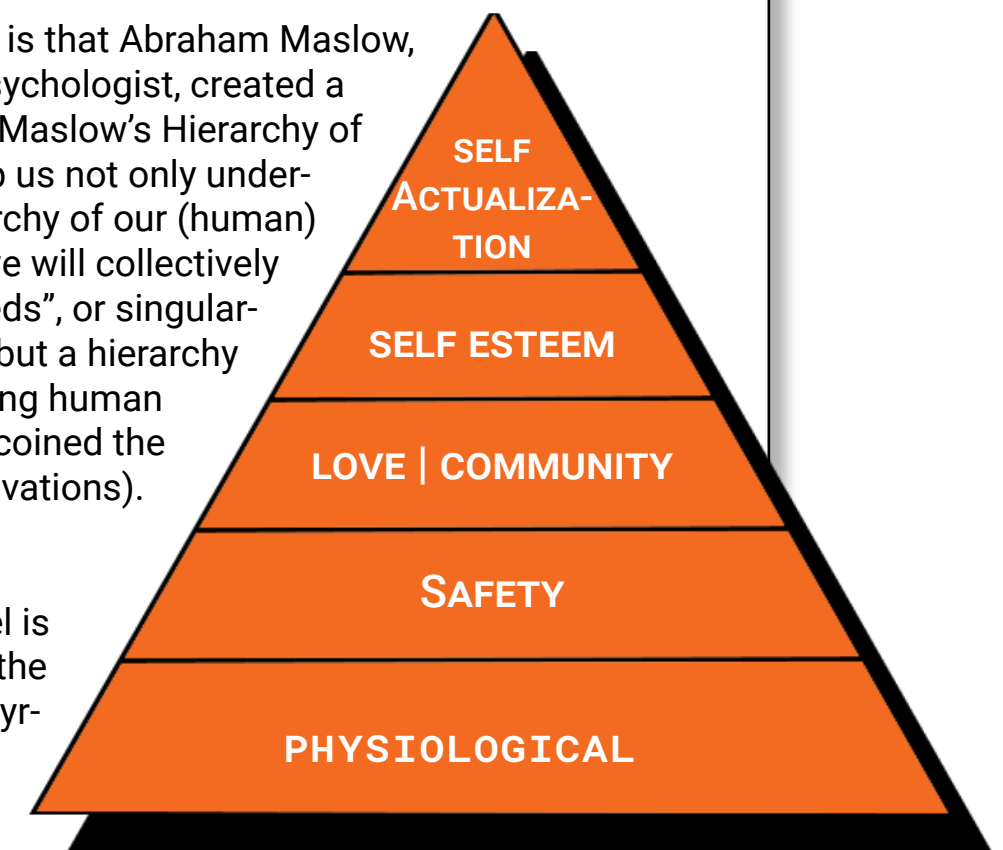 is that Abraham Maslow,
sychologist, created a
Maslow’s Hierarchy of
us not only under-
rchy of our (human)
e will collectively
eds”, or singular-
but a hierarchy
ng human
coined the
vations).
l is
the
yr-
SELF
ACTUALIZA-
TION
SELF ESTEEM
LOVE | COMMUNITY
SAFETY
PHYSIOLOGICAL